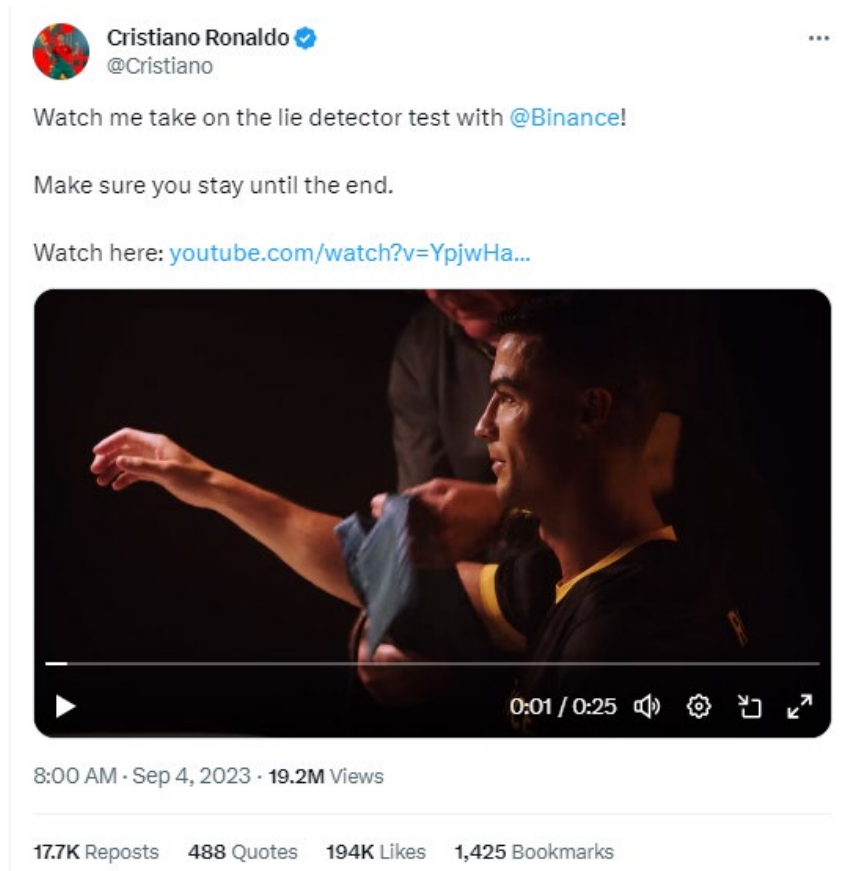 Cristiano Ronaldo
@Cristiano
Watch me take on the lie detector test with @Binance!
Make sure you stay until the end.
Watch here: youtube.com/watch?v=YpjwHa...
0:01 / 0:25
8:00 AM · Sep 4, 2023 · 19.2M Views
17.7K Reposts 488 Quotes 194K Likes 1,425 Bookmarks